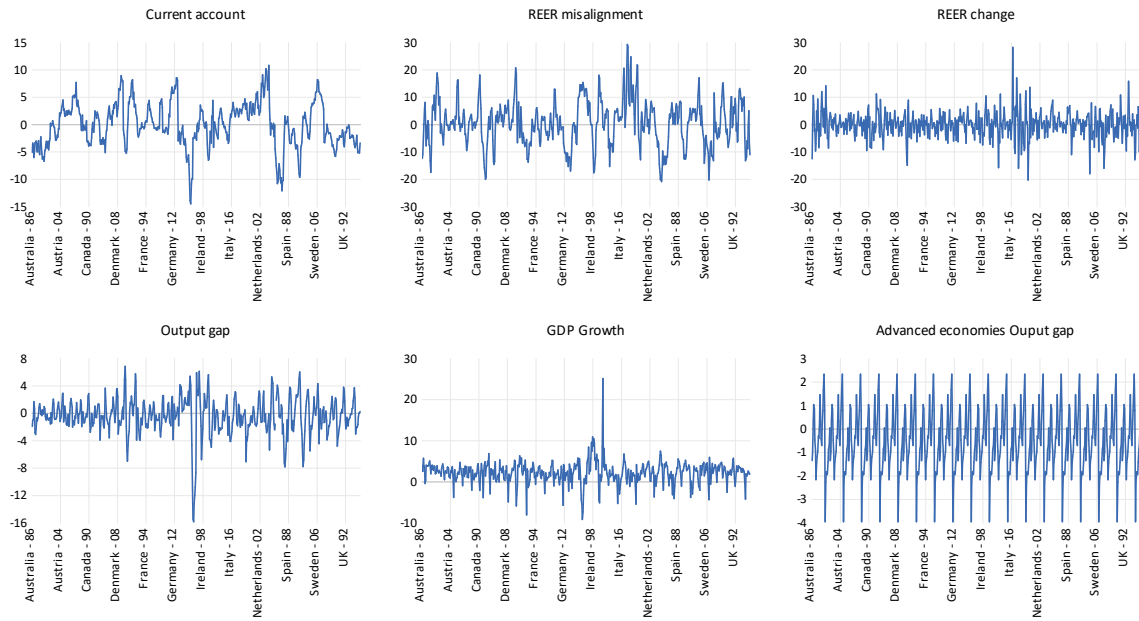 Current account
15
10
5
0
-5
-10
-15
Australia - 86
Austria - 04
Canada - 90
Denmark - 08
France - 94
Germany - 12
Ireland - 98
Italy - 16
Netherlands - 02
Spain - 88
Sweden - 06
UK - 92
REER misalignment
30
20
10
0
-10
-20
-30
Australia - 86
Austria - 04
Canada - 90
Denmark - 08
France - 94
Germany - 12
Ireland - 98
Italy - 16
Netherlands - 02
Spain - 88
Sweden - 06
UK - 92
REER change
30
20
10
0
-10
-20
-30
Australia - 86
Austria - 04
Canada - 90
Denmark - 08
France - 94
Germany - 12
Ireland - 98
Italy - 16
Netherlands - 02
Spain - 88
Sweden - 06
UK - 92
Output gap
8
4
0
-4
-8
-12
-16
Australia - 86
Austria - 04
Canada - 90
Denmark - 08
France - 94
Germany - 12
Ireland - 98
Italy - 16
Netherlands - 02
Spain - 88
Sweden - 06
UK - 92
GDP Growth
30
20
10
0
-10
Australia - 86
Austria - 04
Canada - 90
Denmark - 08
France - 94
Germany - 12
Ireland - 98
Italy - 16
Netherlands - 02
Spain - 88
Sweden - 06
UK - 92
Advanced economies Ouput gap
3
2
1
0
-1
-2
-3
-4
Australia - 86
Austria - 04
Canada - 90
Denmark - 08
France - 94
Germany - 12
Ireland - 98
Italy - 16
Netherlands - 02
Spain - 88
Sweden - 06
UK - 92